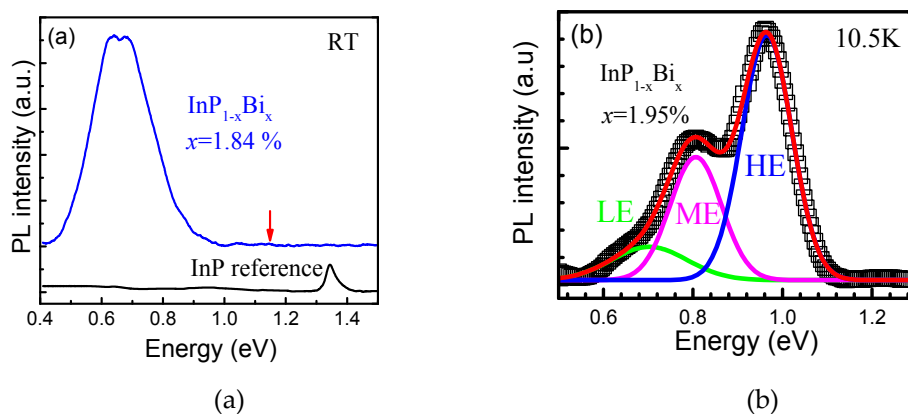 (a)
RT
PL intensity (a.u.)
InP1-xBix
x=1.84 %
InP reference
0.4 0.6 0.8 1.0 1.2 1.4
Energy (eV)
(a)
(b)
10.5K
PL intensity (a.u.)
InP1-xBix
x=1.95%
LE
ME
HE
0.6 0.8 1.0 1.2
Energy (eV)
(b)